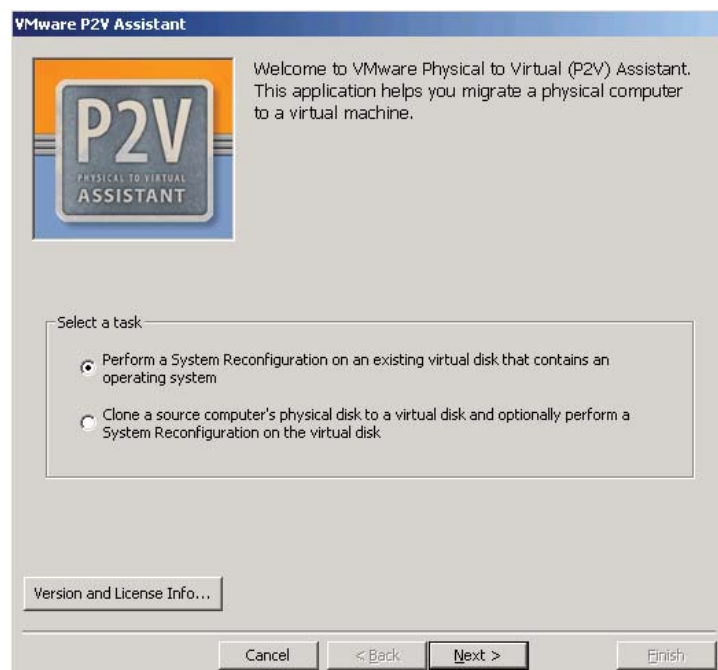 VMware P2V Assistant
P2V
PHYSICAL TO VIRTUAL
ASSISTANT
Welcome to VMware Physical to Virtual (P2V) Assistant.
This application helps you migrate a physical computer
to a virtual machine.
Select a task
Perform a System Reconfiguration on an existing virtual disk that contains an
operating system
Clone a source computer's physical disk to a virtual disk and optionally perform a
System Reconfiguration on the virtual disk
Version and License Info...
Cancel
< Back
Next >
Finish